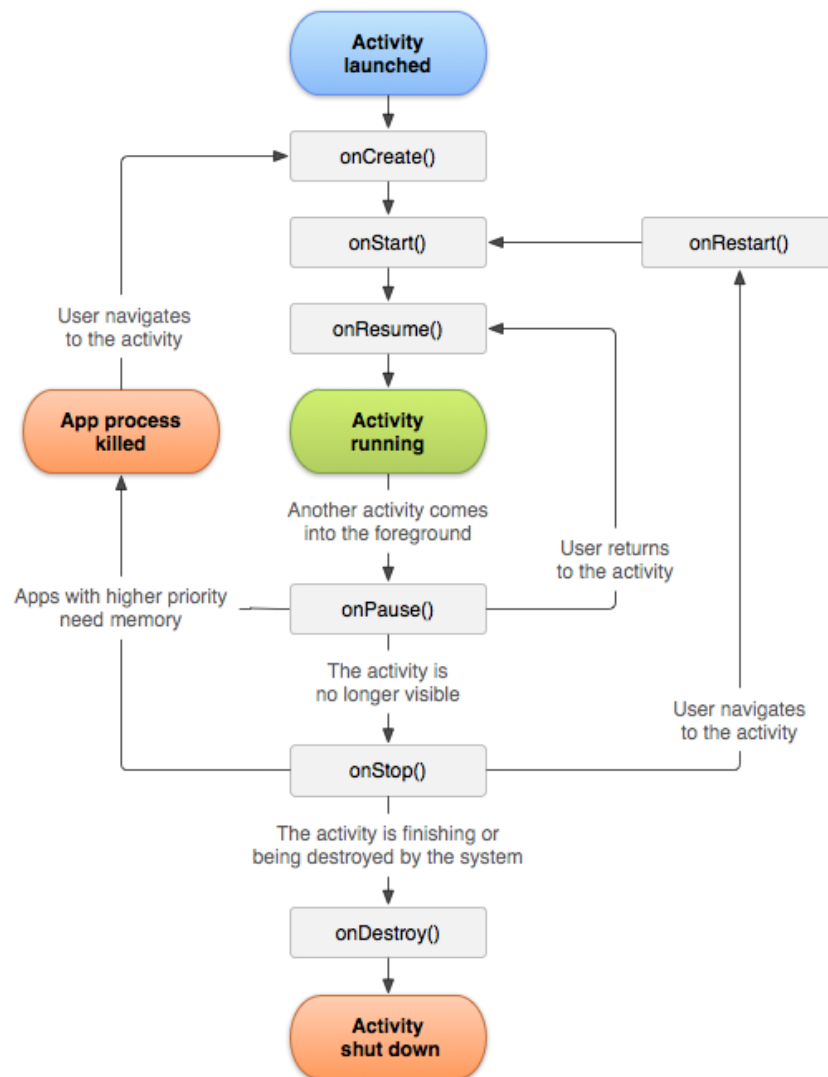 Activity
launched
onCreate()
onStart()
onRestart()
User navigates
to the activity
onResume()
App process
killed
Activity
running
Another activity comes
into the foreground
User returns
to the activity
Apps with higher priority
need memory
onPause()
The activity is
no longer visible
User navigates
to the activity
onStop()
The activity is finishing or
being destroyed by the system
onDestroy()
Activity
shut down